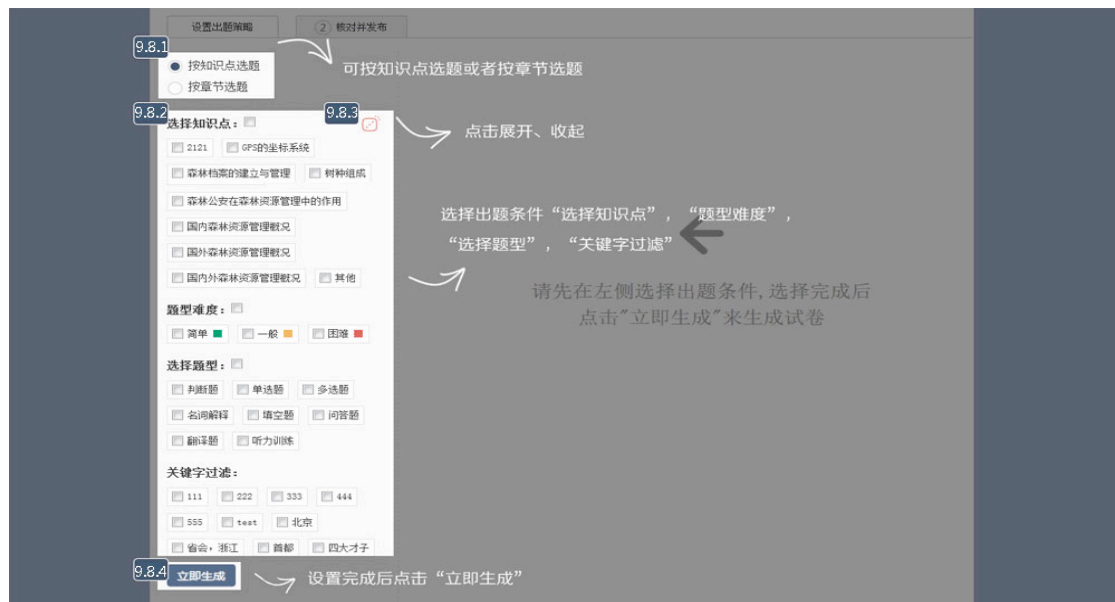 设置出题策略 ② 核对并发布
9.8.1
按知识点选题
按章节选题
可按知识点选题或者按章节选题
9.8.2 9.8.3
选择知识点:
点击展开、收起
2121 GPS的坐标系统
森林档案的建立与管理 树种组成
森林公安在森林资源管理中的作用
国内森林资源管理概况
国外森林资源管理概况
国内外森林资源管理概况 其他
选择出题条件“选择知识点”，“题型难度”，
“选择题型”，“关键字过滤”
请先在左侧选择出题条件,选择完成后
点击"立即生成"来生成试卷
题型难度:
简单 一般 困难
选择题型:
判断题 单选题 多选题
名词解释 填空题 问答题
翻译题 听力训练
关键字过滤:
111 222 333 444
555 test 北京
省会,浙江 首都 四大才子
9.8.4
立即生成
设置完成后点击“立即生成”